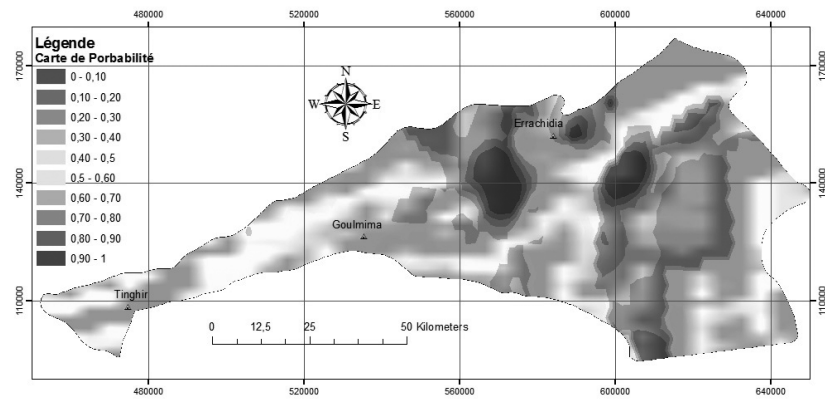 480000 520000 560000 600000 640000
Légende
Carte de Porbabilité
0 - 0,10
0,10 - 0,20
0,20 - 0,30
0,30 - 0,40
0,40 - 0,5
0,5 - 0,60
0,60 - 0,70
0,70 - 0,80
0,80 - 0,90
0,90 - 1
N
W E
S
170000 170000
140000 140000
110000 110000
Errachidia
Goulmima
Tinghir
0 12,5 25 50 Kilometers
480000 520000 560000 600000 640000